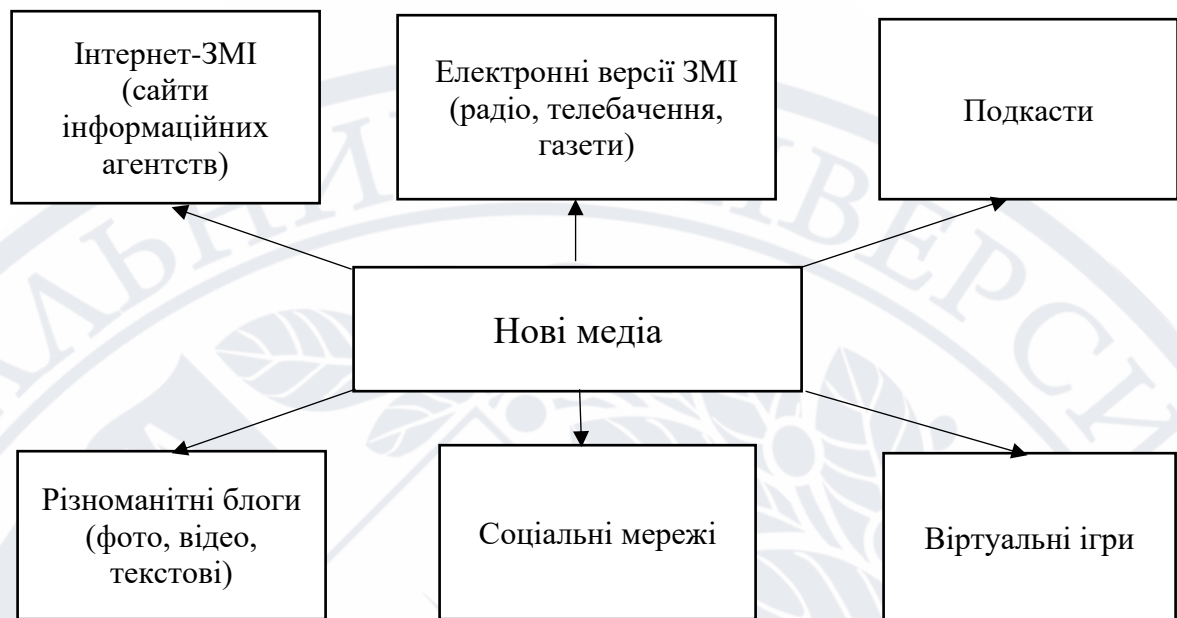 Інтернет-ЗМІ
(сайти
інформаційних
агентств)
Електронні версії ЗМІ
(радіо, телебачення,
газети)
Подкасти
Нові медіа
Різноманітні блоги
(фото, відео,
текстові)
Соціальні мережі
Віртуальні ігри